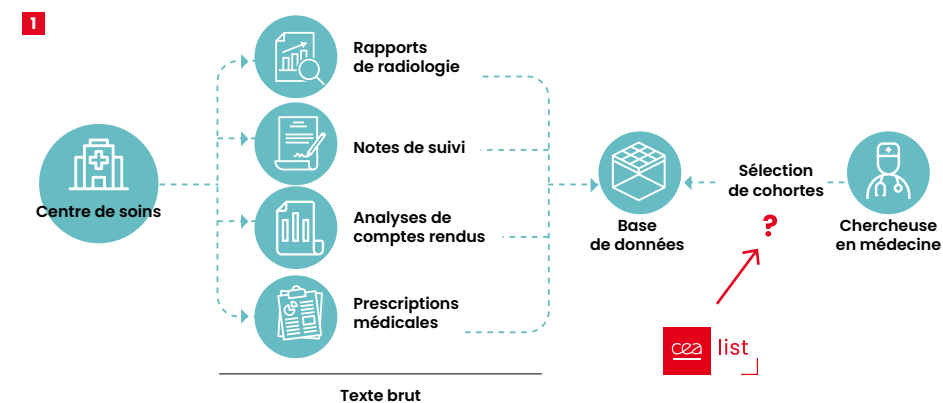 1
Rapports
de radiologie
Notes de suivi
Centre de soins
Analyses de
comptes rendus
Prescriptions
médicales
Texte brut
Base
de données
Sélection
de cohortes
?
Chercheuse
en médecine
cea list